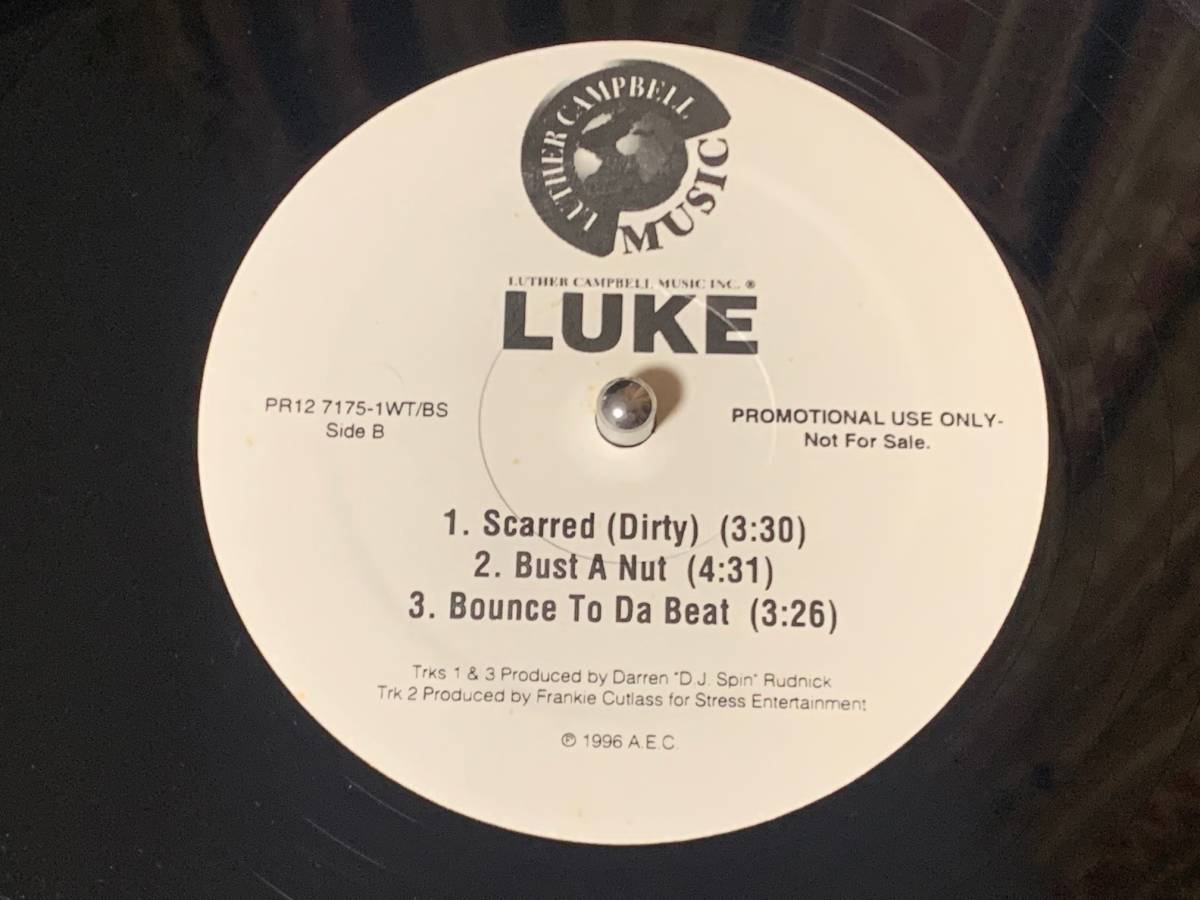 LUTHER CAMPBELL
MUSIC
LUTHER CAMPBELL MUSIC INC. ®
LUKE
PR12 7175-1WT/BS
Side B
PROMOTIONAL USE ONLY-
Not For Sale.
1. Scarred (Dirty) (3:30)
2. Bust A Nut (4:31)
3. Bounce To Da Beat (3:26)
Trks 1 & 3 Produced by Darren "D.J. Spin" Rudnick
Trk 2 Produced by Frankie Cutlass for Stress Entertainment
℗ 1996 A.E.C.